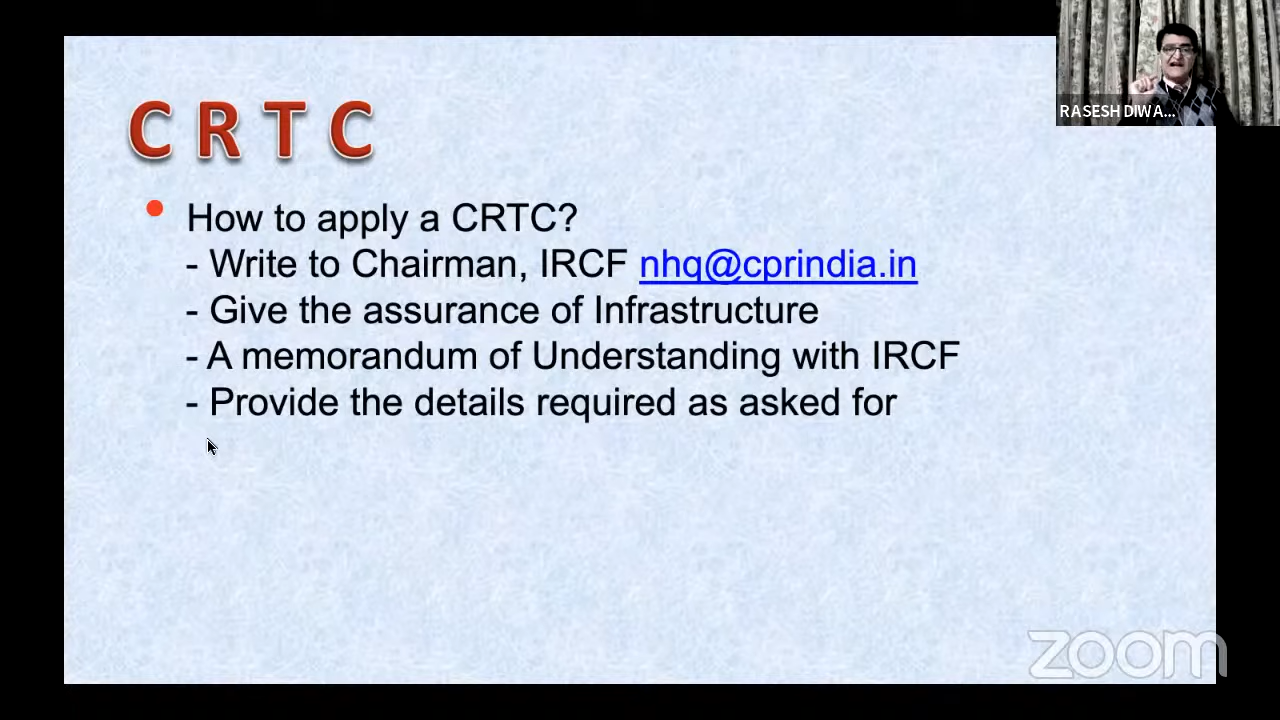 C R T C
RASESH DIWA...
• How to apply a CRTC?
- Write to Chairman, IRCF nhq@cprindia.in
- Give the assurance of Infrastructure
- A memorandum of Understanding with IRCF
- Provide the details required as asked for
zoom